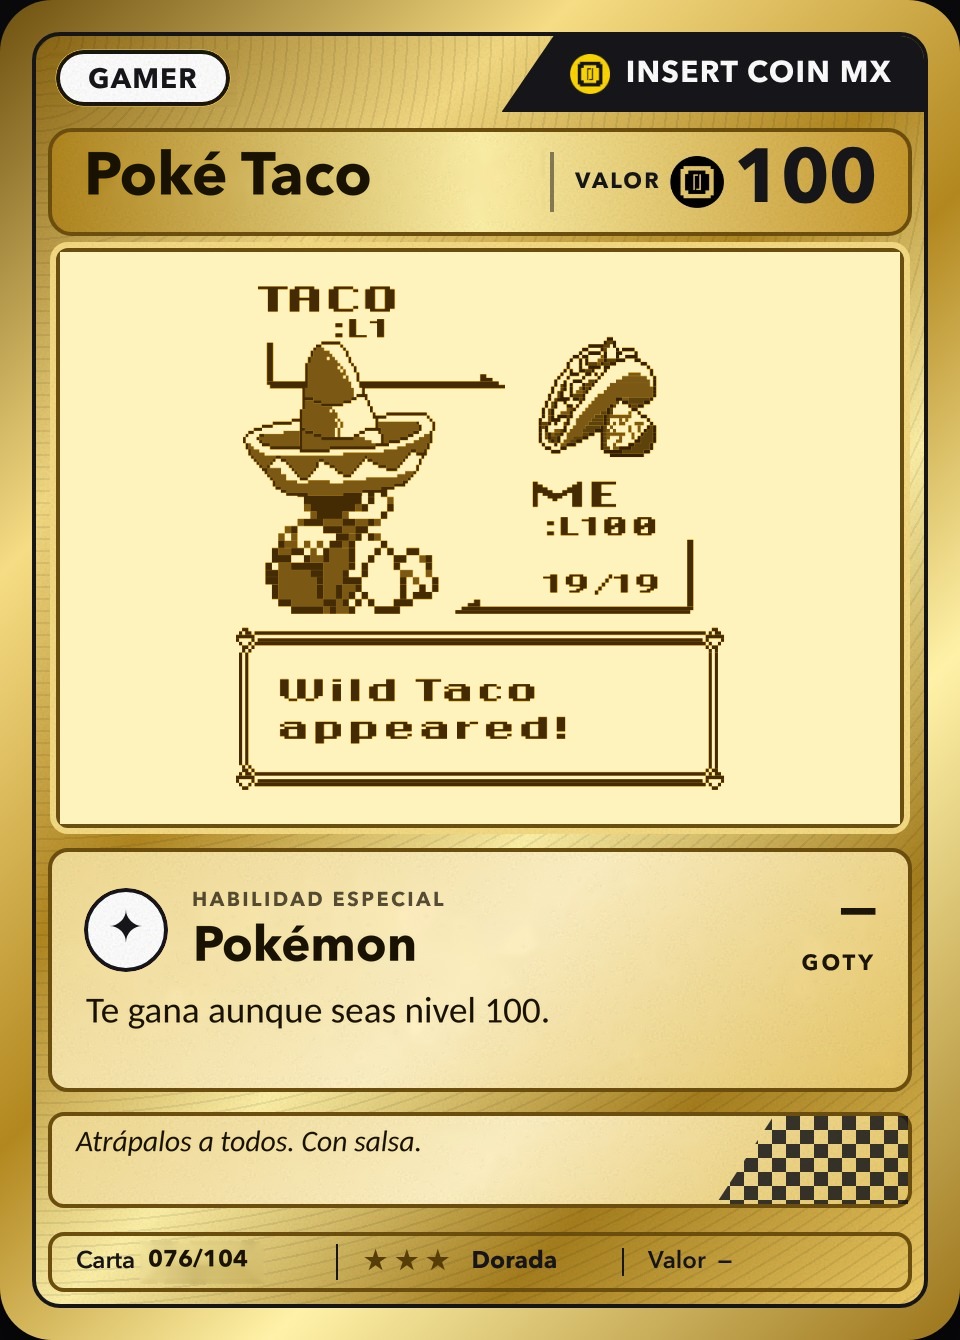 GAMER
INSERT COIN MX
Poké Taco
VALOR 100
TACO
:L1
ME
:L100
19/19
Wild Taco
appeared!
HABILIDAD ESPECIAL
Pokémon
–
GOTY
Te gana aunque seas nivel 100.
Atrápalos a todos. Con salsa.
Carta 076/104 ★★★ Dorada Valor –